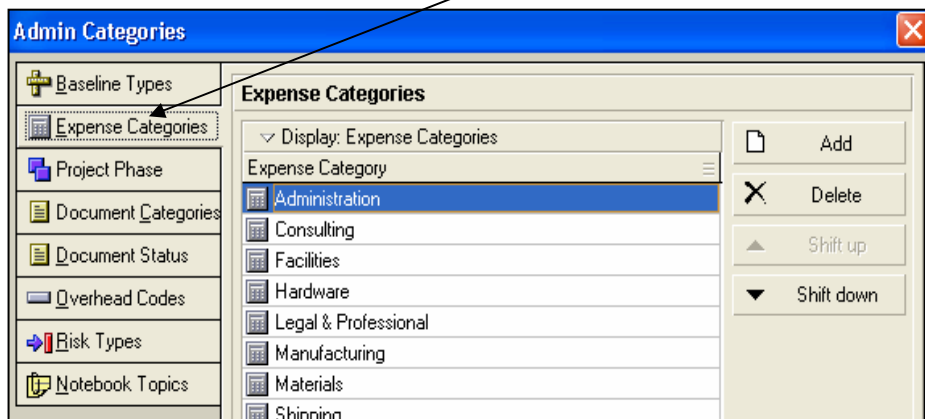 Admin Categories
Baseline Types
Expense Categories
Project Phase
Document Categories
Document Status
Overhead Codes
Risk Types
Notebook Topics
Expense Categories
Display: Expense Categories
Expense Category
Administration
Consulting
Facilities
Hardware
Legal & Professional
Manufacturing
Materials
Shipping
Add
Delete
Shift up
Shift down